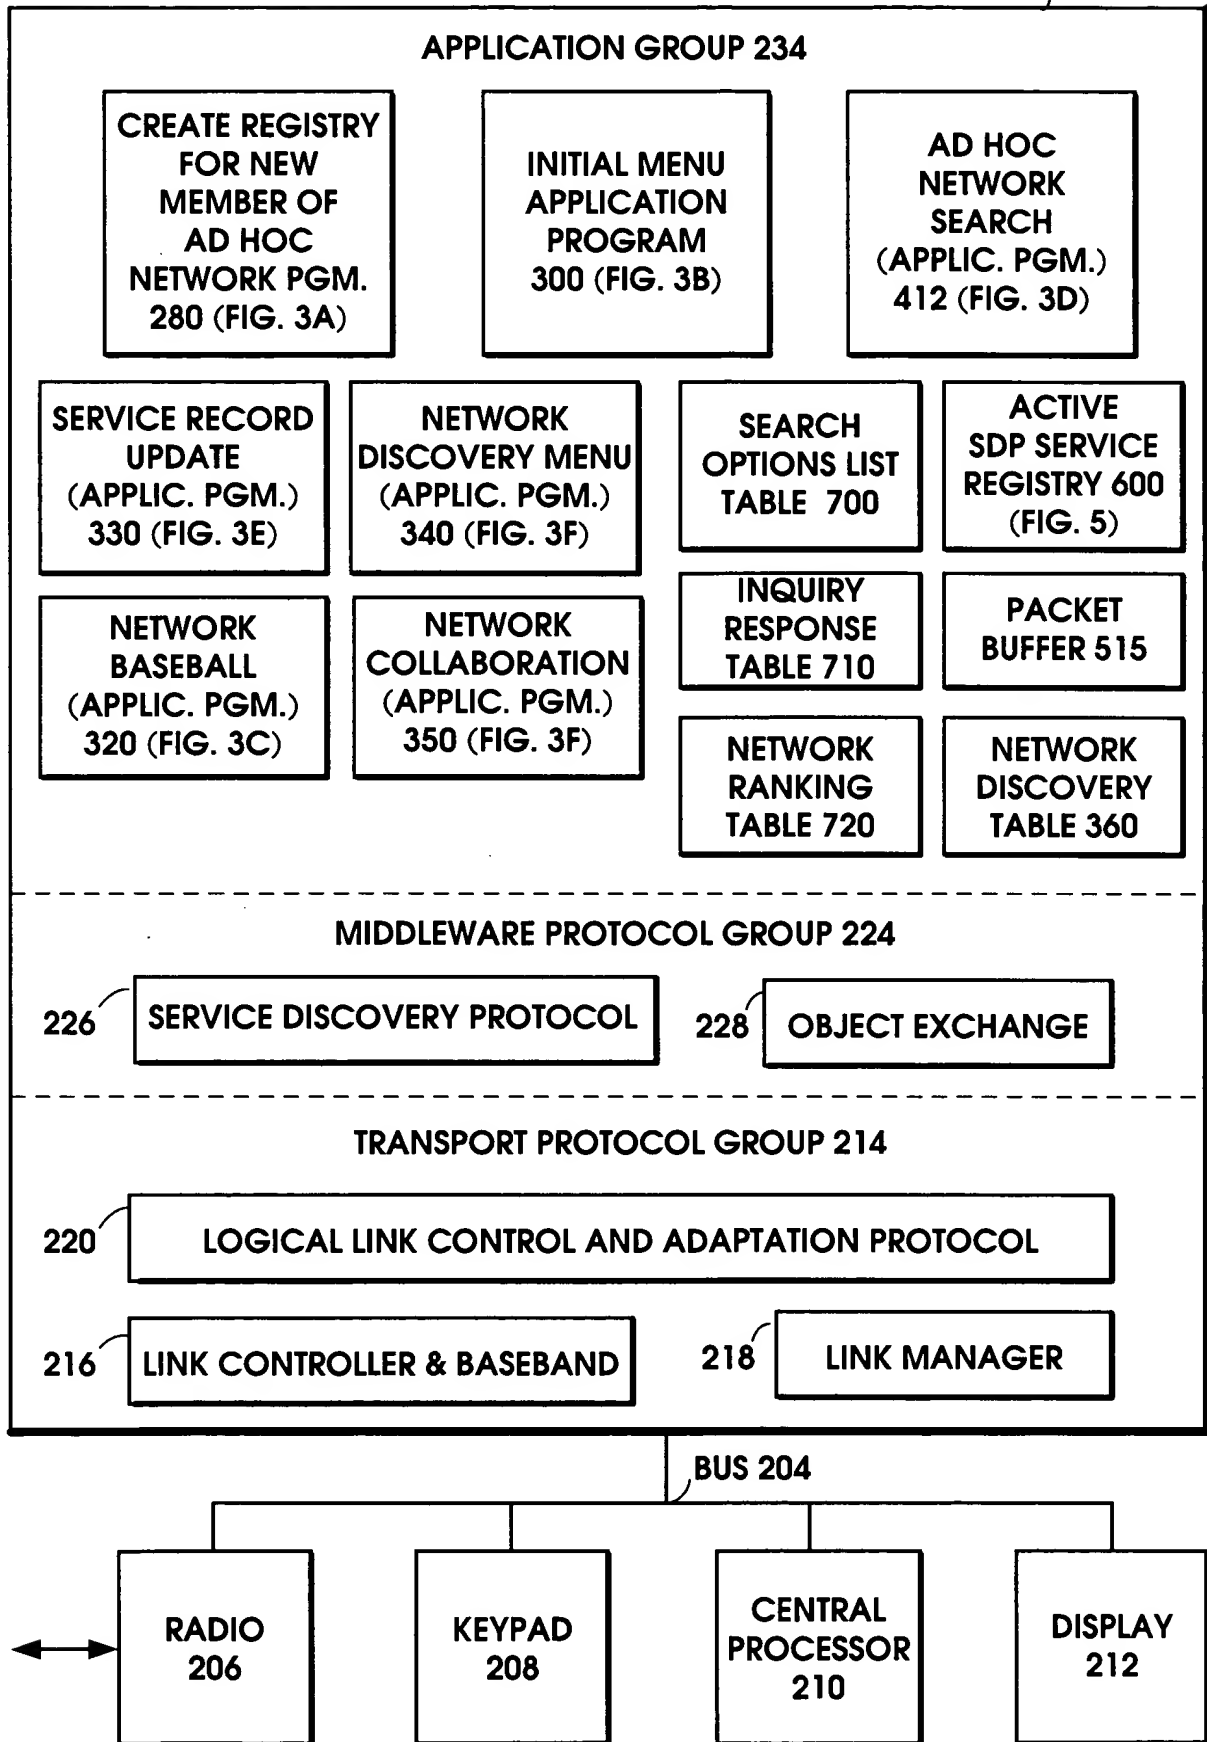 APPLICATION GROUP 234
CREATE REGISTRY
FOR NEW
MEMBER OF
AD HOC
NETWORK PGM.
280 (FIG. 3A)
INITIAL MENU
APPLICATION
PROGRAM
300 (FIG. 3B)
AD HOC
NETWORK
SEARCH
(APPLIC. PGM.)
412 (FIG. 3D)
SERVICE RECORD
UPDATE
(APPLIC. PGM.)
330 (FIG. 3E)
NETWORK
DISCOVERY MENU
(APPLIC. PGM.)
340 (FIG. 3F)
SEARCH
OPTIONS LIST
TABLE 700
ACTIVE
SDP SERVICE
REGISTRY 600
(FIG. 5)
NETWORK
BASEBALL
(APPLIC. PGM.)
320 (FIG. 3C)
NETWORK
COLLABORATION
(APPLIC. PGM.)
350 (FIG. 3F)
INQUIRY
RESPONSE
TABLE 710
PACKET
BUFFER 515
NETWORK
RANKING
TABLE 720
NETWORK
DISCOVERY
TABLE 360
MIDDLEWARE PROTOCOL GROUP 224
226
SERVICE DISCOVERY PROTOCOL
228
OBJECT EXCHANGE
TRANSPORT PROTOCOL GROUP 214
220
LOGICAL LINK CONTROL AND ADAPTATION PROTOCOL
216
LINK CONTROLLER & BASEBAND
218
LINK MANAGER
BUS 204
RADIO
206
KEYPAD
208
CENTRAL
PROCESSOR
210
DISPLAY
212